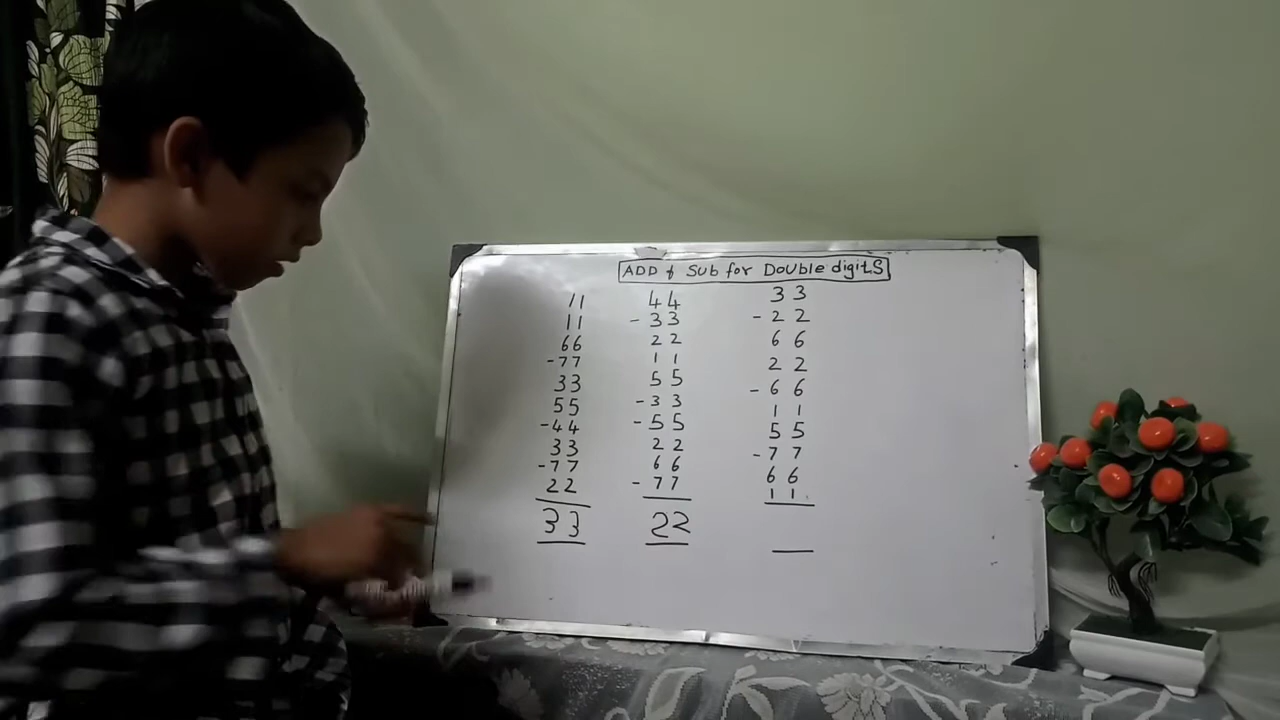 ADD & Sub for Double digits
11 44 33
11 - 33 - 22
66 22 66
- 77 11 22
33 55 - 66
55 - 33 11
- 44 - 55 55
33 22 - 77
- 77 66 66
22 - 77 11
33 22